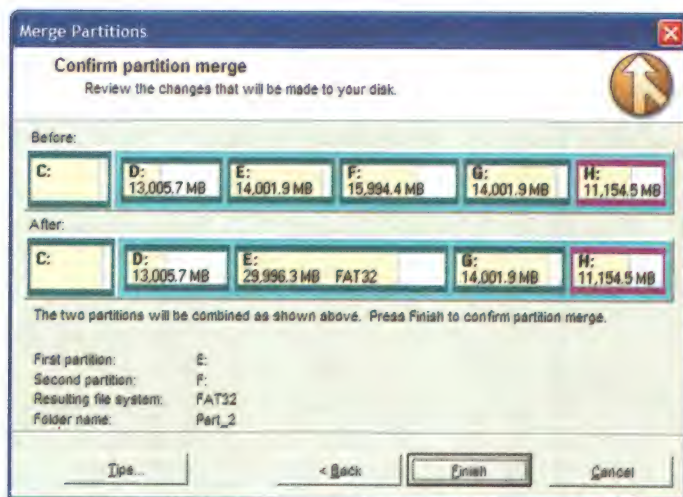 Merge Partitions
Confirm partition merge
Review the changes that will be made to your disk.
Before:
C: D: E: F: G: H:
13,005.7 MB 14,001.9 MB 15,994.4 MB 14,001.9 MB 11,154.5 MB
After:
C: D: E: G: H:
13,005.7 MB 29,996.3 MB FAT32 14,001.9 MB 11,154.5 MB
The two partitions will be combined as shown above. Press Finish to confirm partition merge.
First partition: E:
Second partition: F:
Resulting file system: FAT32
Folder name: Part_2
Tips... < Back Finish Cancel